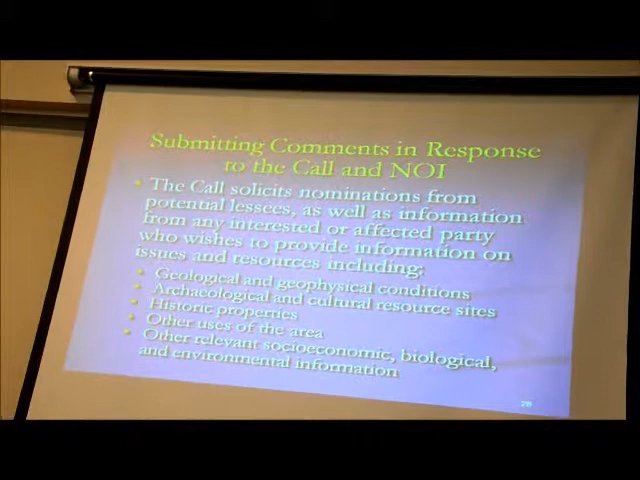 Submitting Comments in Response
to the Call and NOI
• The Call solicits nominations from
potential lessees, as well as information
from any interested or affected party
who wishes to provide information on
issues and resources including;
• Geological and geophysical conditions
• Archaeological and cultural resource sites
• Historic properties
• Other uses of the area
• Other relevant socioeconomic, biological,
and environmental information
28